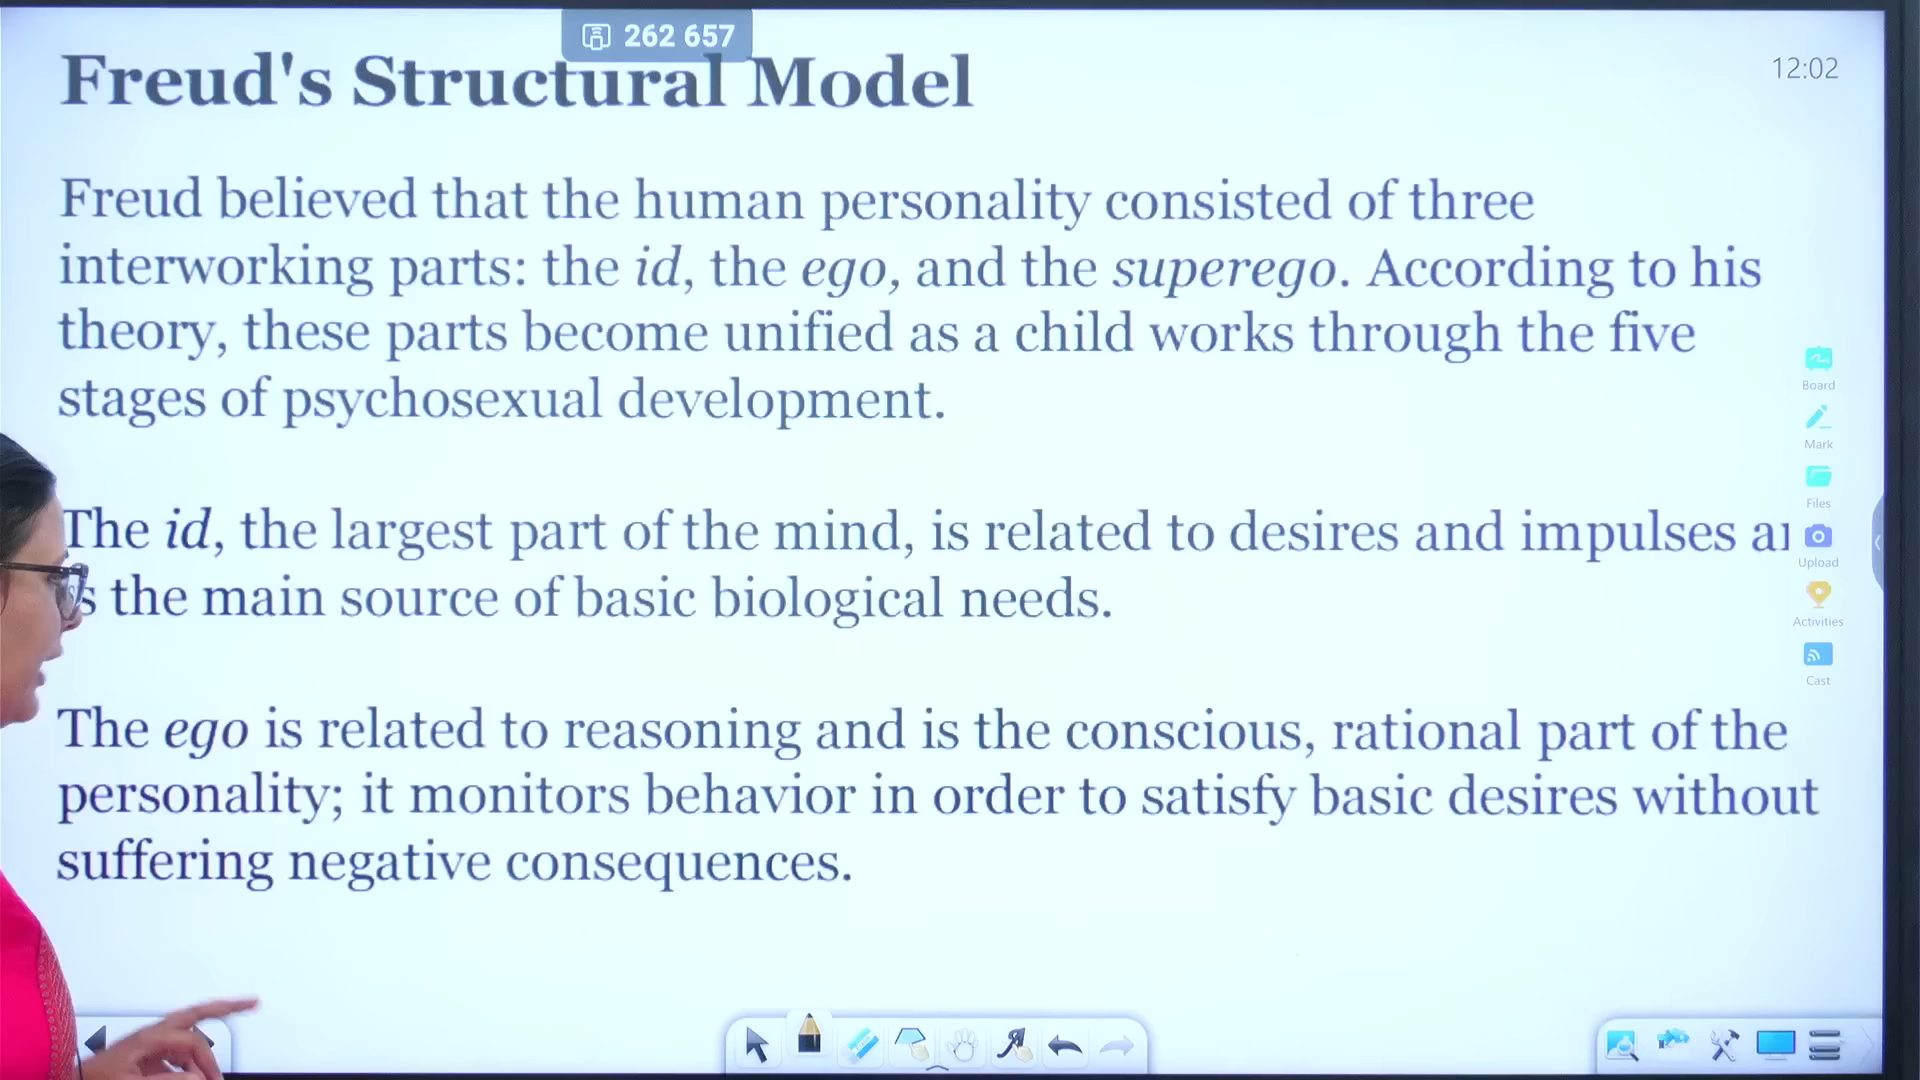 262 657
12:02
Freud's Structural Model
Freud believed that the human personality consisted of three
interworking parts: the id, the ego, and the superego. According to his
theory, these parts become unified as a child works through the five
stages of psychosexual development.
The id, the largest part of the mind, is related to desires and impulses
the main source of basic biological needs.
The ego is related to reasoning and is the conscious, rational part of the
personality; it monitors behavior in order to satisfy basic desires without
suffering negative consequences.
Board
Mark
Files
Upload
Activities
Cast